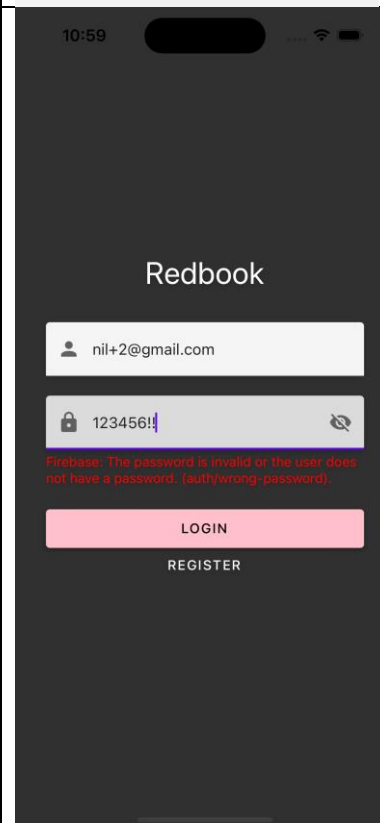 10:59
Redbook
nil+2@gmail.com
123456!!
Firebase: The password is invalid or the user does
not have a password. (auth/wrong-password).
LOGIN
REGISTER